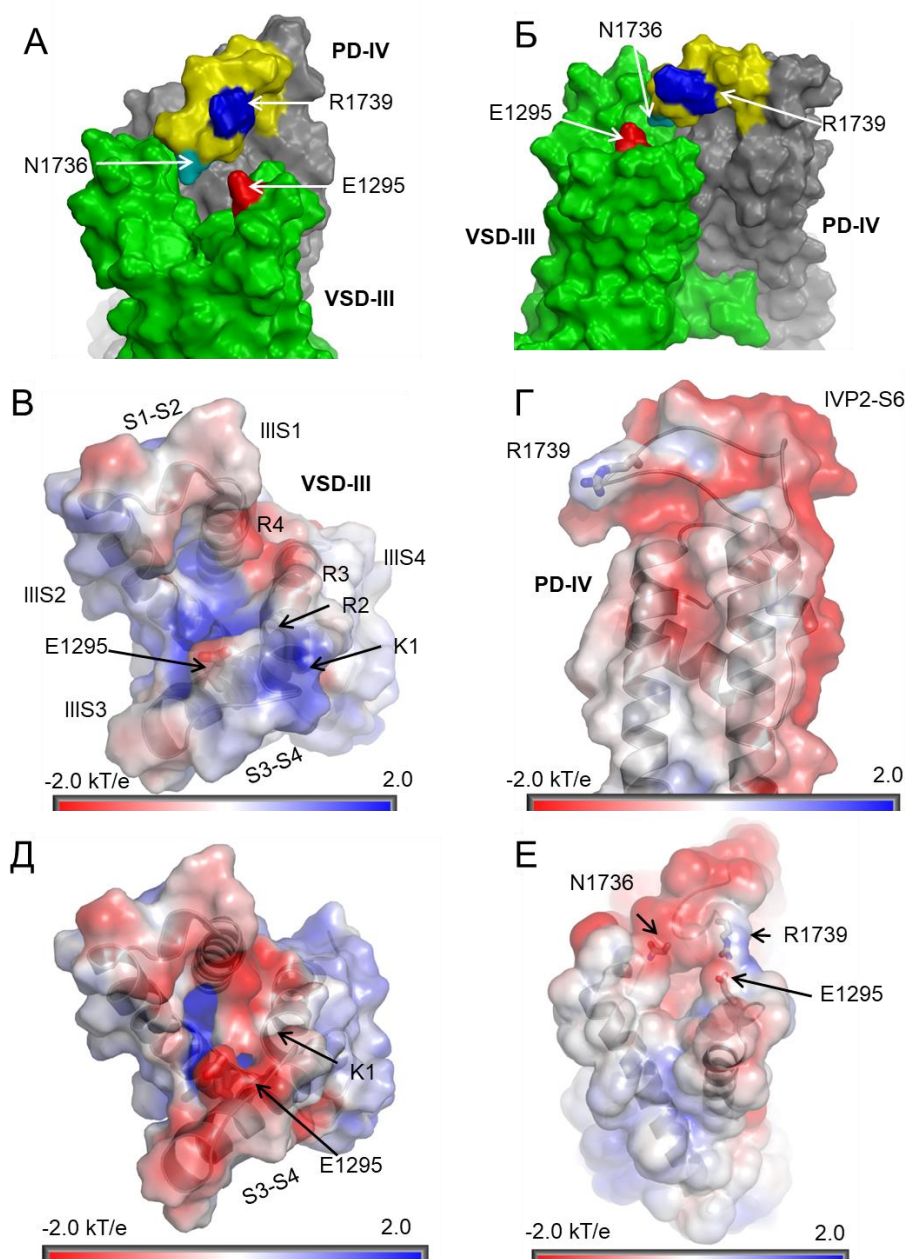 А
PD-IV
R1739
N1736
E1295
VSD-III
Б
N1736
E1295
R1739
VSD-III
PD-IV
В
S1-S2
IIIS1
VSD-III
R4
IIIS4
R3
IIIS2
R2
E1295
K1
IIIS3
S3-S4
-2.0 kT/e
2.0
Г
IVP2-S6
R1739
PD-IV
-2.0 kT/e
2.0
Д
K1
E1295
S3-S4
-2.0 kT/e
2.0
Е
N1736
R1739
E1295
-2.0 kT/e
2.0